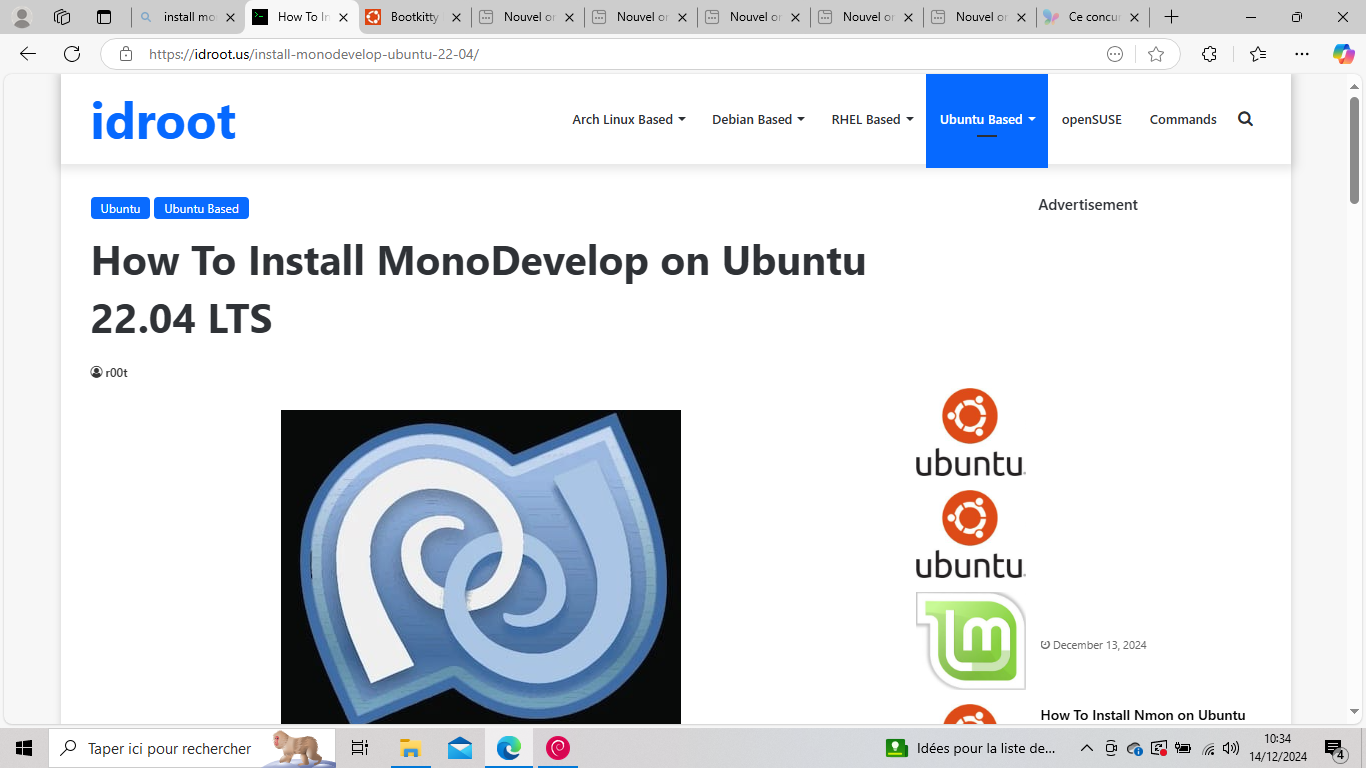 install mo
How To In
Bootkitty
Nouvel or
Nouvel or
Nouvel or
Nouvel or
Nouvel or
Ce concur
https://idroot.us/install-monodevelop-ubuntu-22-04/
idroot
Arch Linux Based
Debian Based
RHEL Based
Ubuntu Based
openSUSE
Commands
Ubuntu
Ubuntu Based
Advertisement
How To Install MonoDevelop on Ubuntu
22.04 LTS
r00t
ubuntu
ubuntu
lm
December 13, 2024
How To Install Nmon on Ubuntu
Taper ici pour rechercher
Idées pour la liste de...
10:34
14/12/2024
4